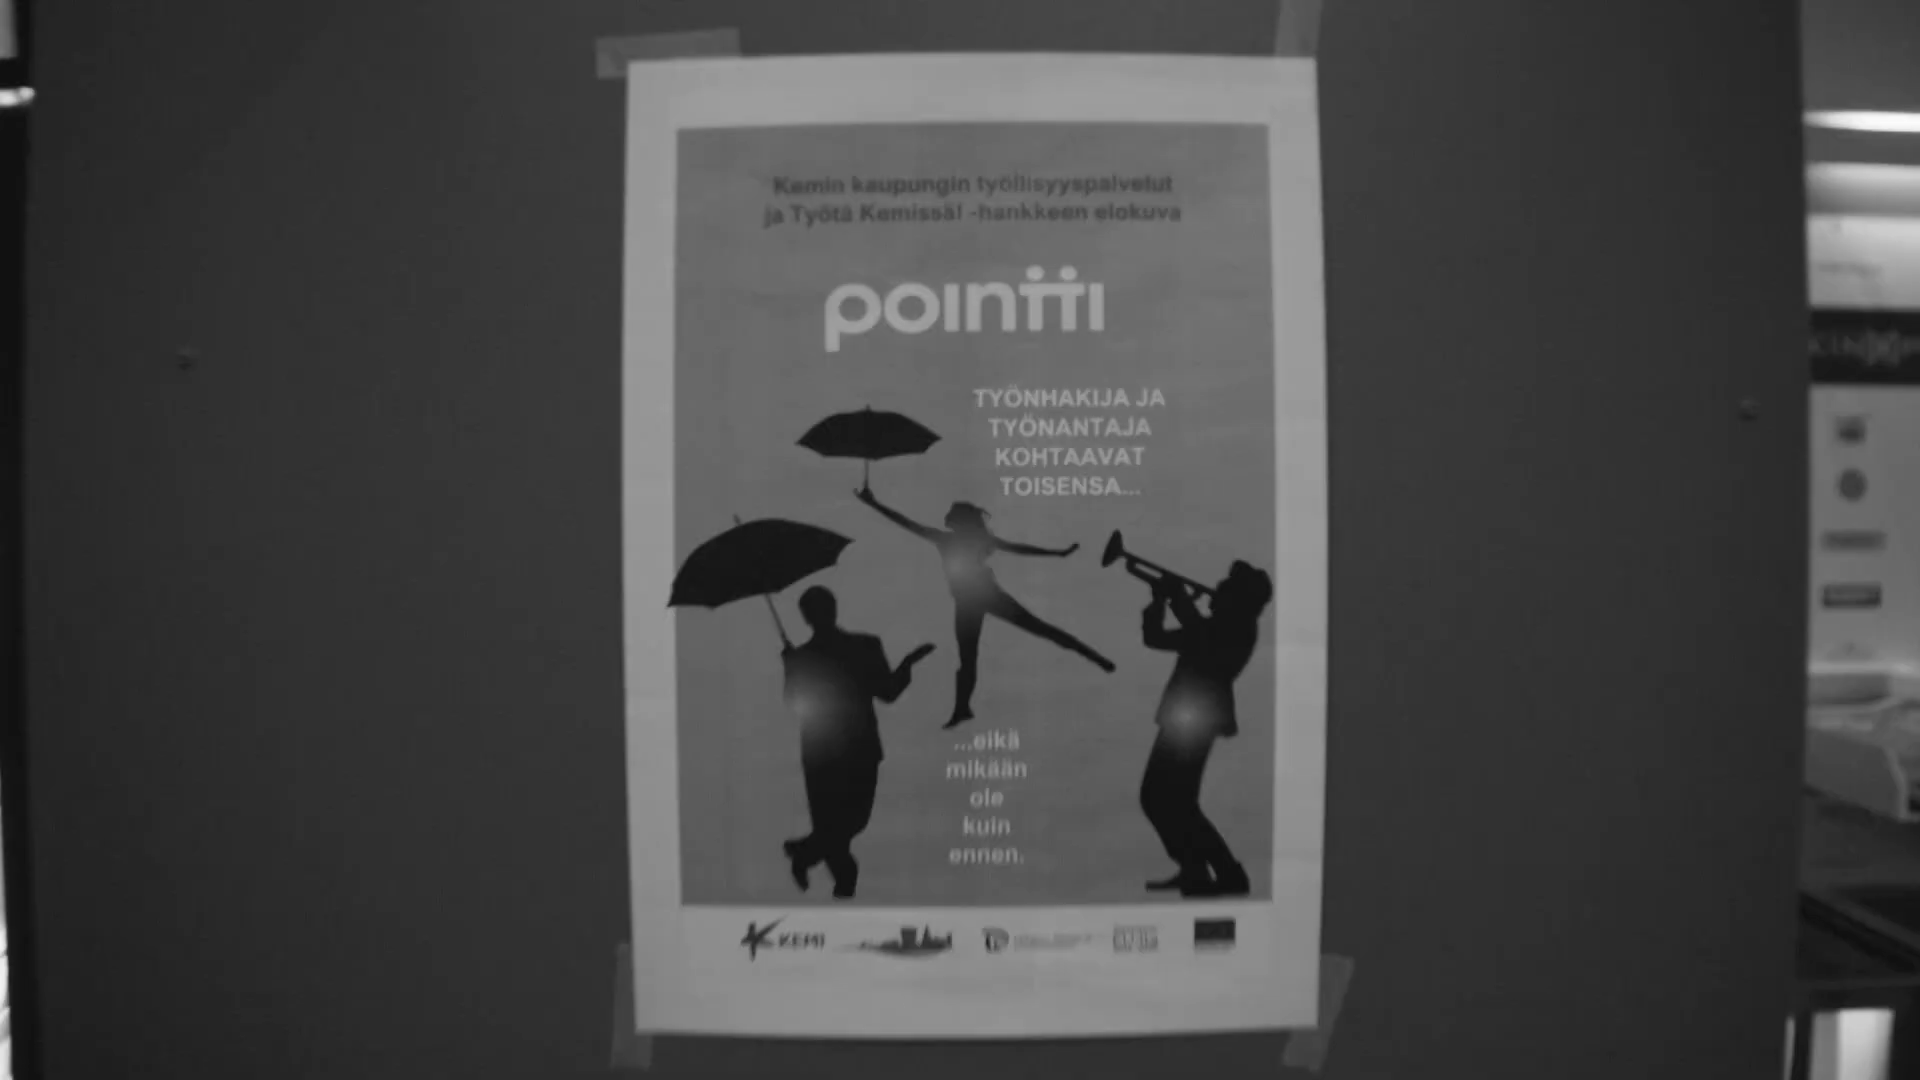 Kemin kaupungin työllisyyspalvelut
ja Työtä Kemissä! -hankkeen elokuva
pointti
TYÖNHAKIJA JA
TYÖNANTAJA
KOHTAAVAT
TOISENSA...
...eikä
mikään
ole
kuin
ennen.
KEMI